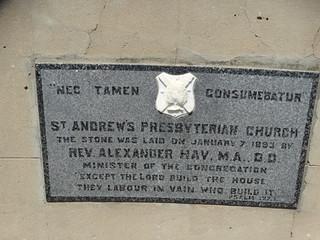 "NEC TAMEN CONSUMEBATUR"
ST. ANDREW'S PRESBYTERIAN CHURCH
THE STONE WAS LAID ON JANUARY 7, 1893 BY
REV. ALEXANDER HAY, M.A., D.D.
MINISTER OF THE CONGREGATION
EXCEPT THE LORD BUILD THE HOUSE
THEY LABOUR IN VAIN WHO BUILD IT
PSALM